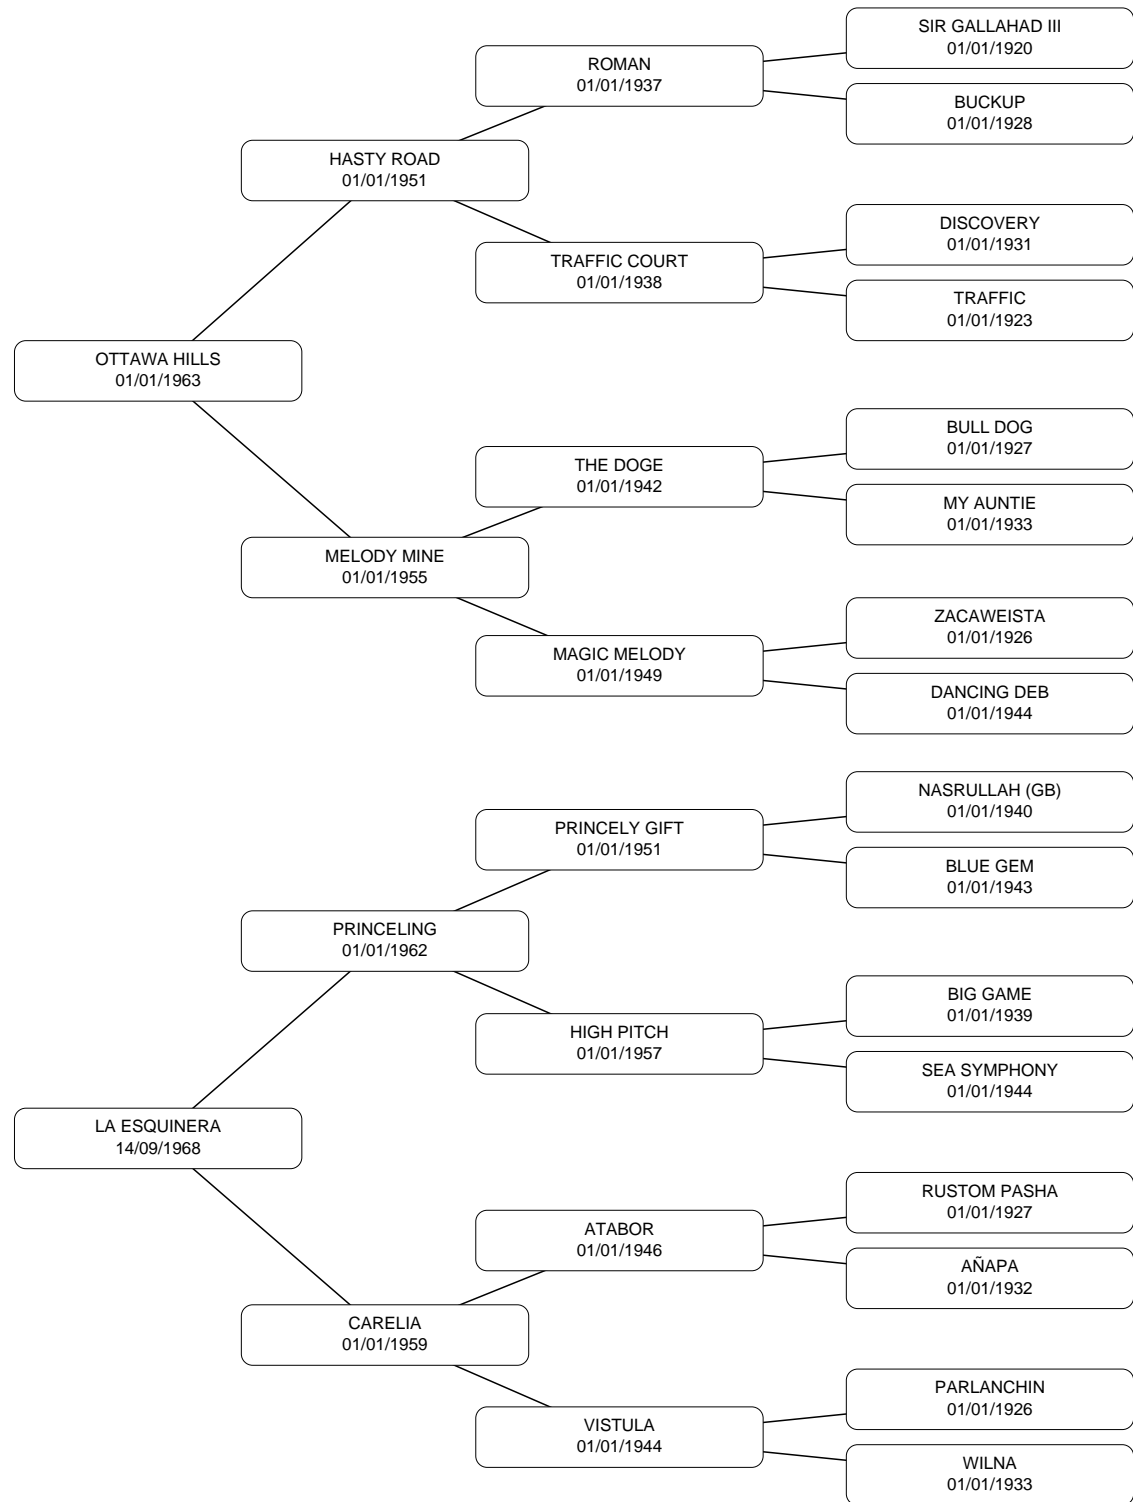 SIR GALLAHAD III
01/01/1920
ROMAN
01/01/1937
BUCKUP
01/01/1928
HASTY ROAD
01/01/1951
DISCOVERY
01/01/1931
TRAFFIC COURT
01/01/1938
TRAFFIC
01/01/1923
OTTAWA HILLS
01/01/1963
BULL DOG
01/01/1927
THE DOGE
01/01/1942
MY AUNTIE
01/01/1933
MELODY MINE
01/01/1955
ZACAWEISTA
01/01/1926
MAGIC MELODY
01/01/1949
DANCING DEB
01/01/1944
NASRULLAH (GB)
01/01/1940
PRINCELY GIFT
01/01/1951
BLUE GEM
01/01/1943
PRINCELING
01/01/1962
BIG GAME
01/01/1939
HIGH PITCH
01/01/1957
SEA SYMPHONY
01/01/1944
LA ESQUINERA
14/09/1968
RUSTOM PASHA
01/01/1927
ATABOR
01/01/1946
AÑAPA
01/01/1932
CARELIA
01/01/1959
PARLANCHIN
01/01/1926
VISTULA
01/01/1944
WILNA
01/01/1933